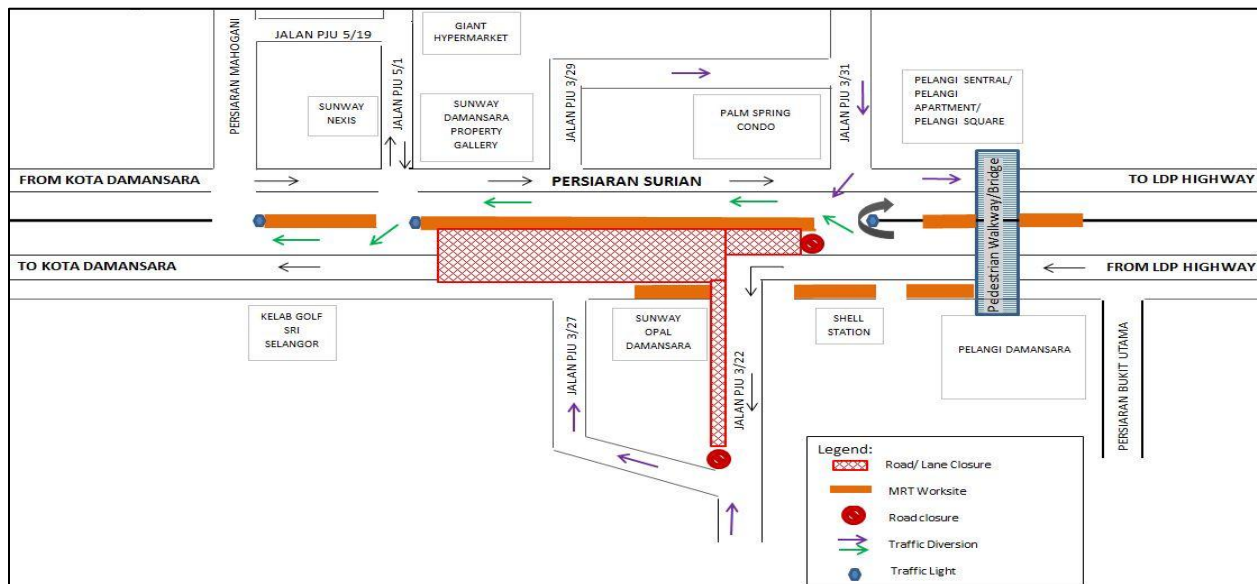 PERSIARAN MAHOGANI
JALAN PJU 5/19
JALAN PJU 5/1
GIANT
HYPERMARKET
SUNWAY
NEXIS
SUNWAY
DAMANSARA
PROPERTY
GALLERY
JALAN PJU 3/29
PALM SPRING
CONDO
JALAN PJU 3/31
PELANGI SENTRAL/
PELANGI
APARTMENT/
PELANGI SQUARE
FROM KOTA DAMANSARA
PERSIARAN SURIAN
TO LDP HIGHWAY
Pedestrian Walkway/Bridge
TO KOTA DAMANSARA
FROM LDP HIGHWAY
KELAB GOLF
SRI
SELANGOR
JALAN PJU 3/27
SUNWAY
OPAL
DAMANSARA
JALAN PJU 3/22
SHELL
STATION
PELANGI DAMANSARA
PERSIARAN BUKIT UTAMA
Legend:
Road/ Lane Closure
MRT Worksite
Road closure
Traffic Diversion
Traffic Light